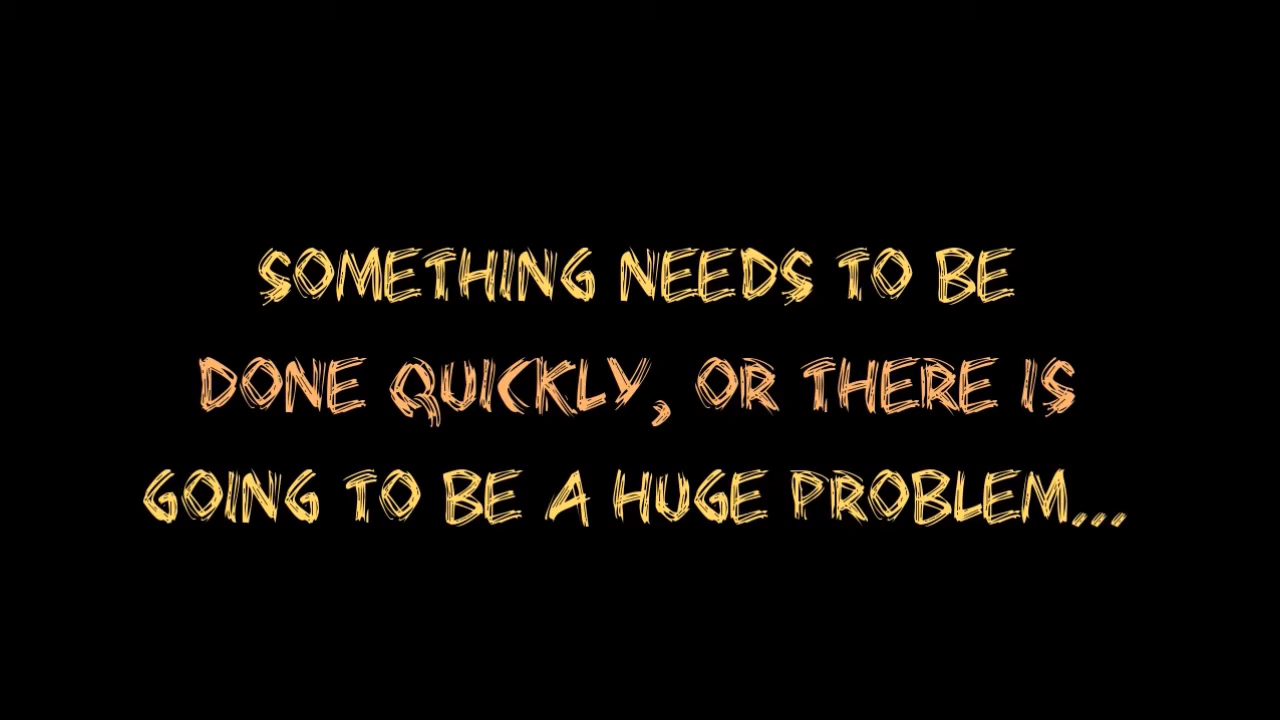 SOMETHING NEEDS TO BE
DONE QUICKLY, OR THERE IS
GOING TO BE A HUGE PROBLEM...